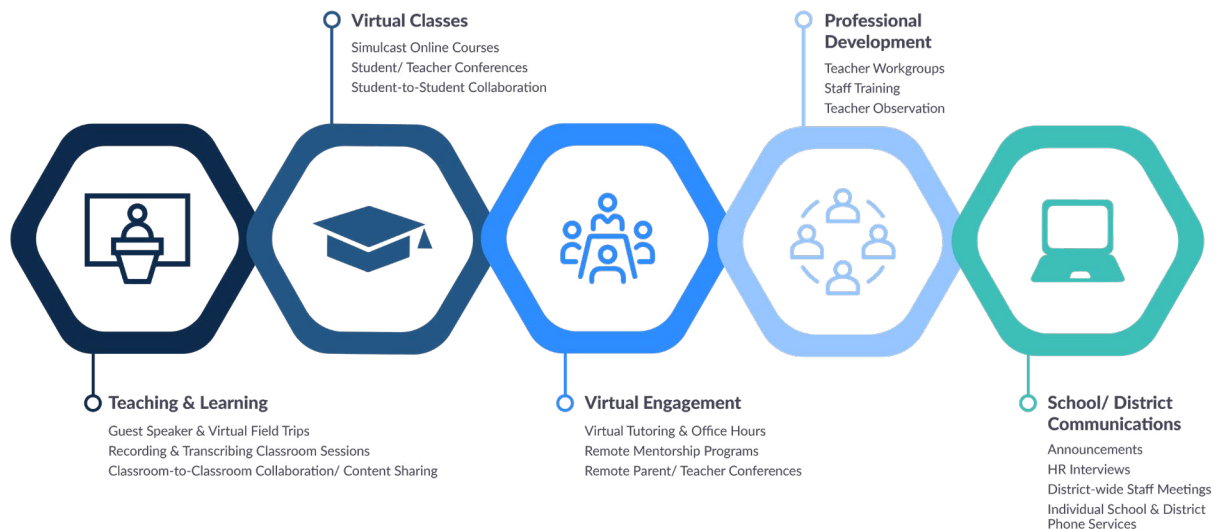 Virtual Classes
Simulcast Online Courses
Student/ Teacher Conferences
Student-to-Student Collaboration
Professional
Development
Teacher Workgroups
Staff Training
Teacher Observation
Teaching & Learning
Guest Speaker & Virtual Field Trips
Recording & Transcribing Classroom Sessions
Classroom-to-Classroom Collaboration/ Content Sharing
Virtual Engagement
Virtual Tutoring & Office Hours
Remote Mentorship Programs
Remote Parent/ Teacher Conferences
School/ District
Communications
Announcements
HR Interviews
District-wide Staff Meetings
Individual School & District
Phone Services